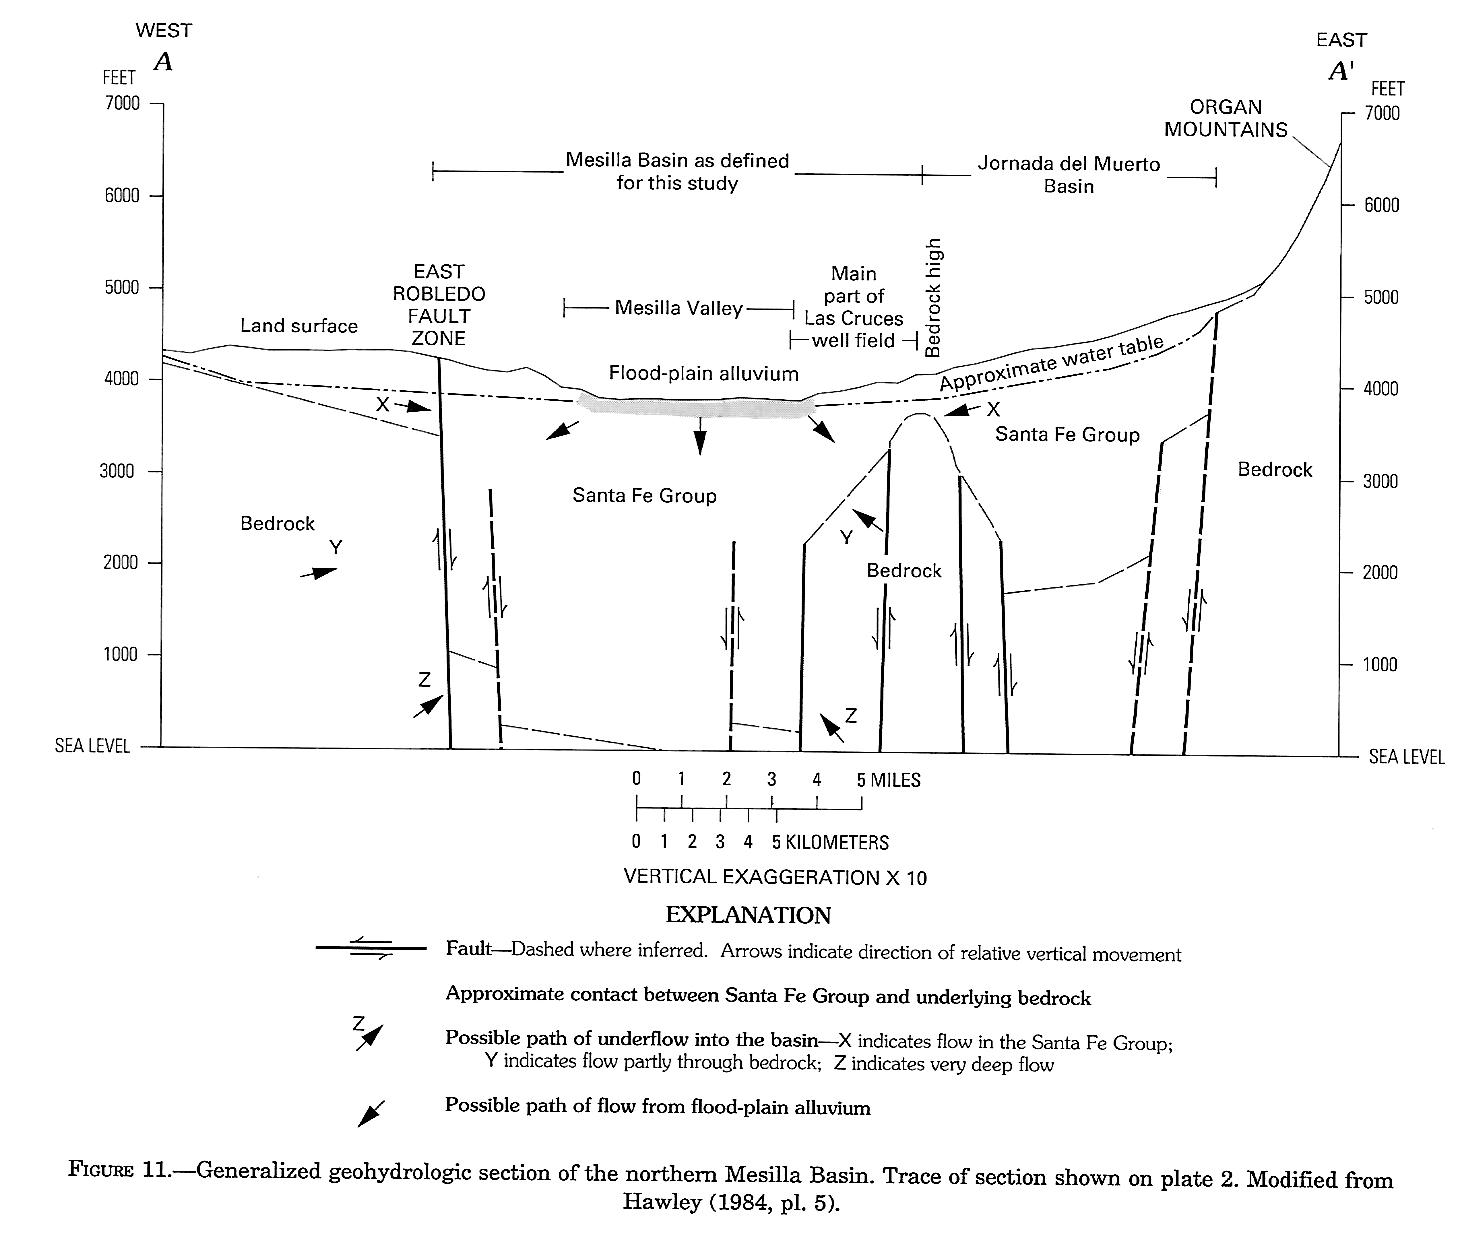 WEST
A
FEET
7000
6000
5000
4000
3000
2000
1000
SEA LEVEL
EAST
A'
FEET
7000
6000
5000
4000
3000
2000
1000
SEA LEVEL
ORGAN
MOUNTAINS
Mesilla Basin as defined
for this study
Jornada del Muerto
Basin
EAST
ROBLEDO
FAULT
ZONE
Land surface
Mesilla Valley
Main
part of
Las Cruces
well field
Bedrock high
Flood-plain alluvium
Approximate water table
X
X
Santa Fe Group
Santa Fe Group
Bedrock
Bedrock
Y
Y
Bedrock
Z
Z
0 1 2 3 4 5 MILES
0 1 2 3 4 5 KILOMETERS
VERTICAL EXAGGERATION X 10
EXPLANATION
Fault—Dashed where inferred. Arrows indicate direction of relative vertical movement
Approximate contact between Santa Fe Group and underlying bedrock
Z
Possible path of underflow into the basin—X indicates flow in the Santa Fe Group;
Y indicates flow partly through bedrock; Z indicates very deep flow
Possible path of flow from flood-plain alluvium
FIGURE 11.—Generalized geohydrologic section of the northern Mesilla Basin. Trace of section shown on plate 2. Modified from
Hawley (1984, pl. 5).